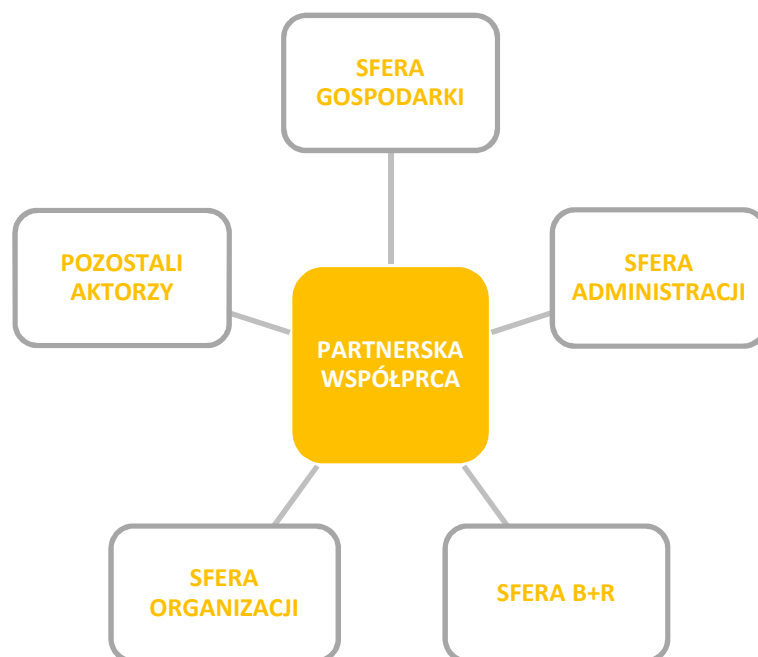 SFERA
GOSPODARKI
POZOSTALI
AKTORZY
SFERA
ADMINISTRACJI
PARTNERSKA
WSPÓŁPRCA
SFERA
ORGANIZACJI
SFERA B+R